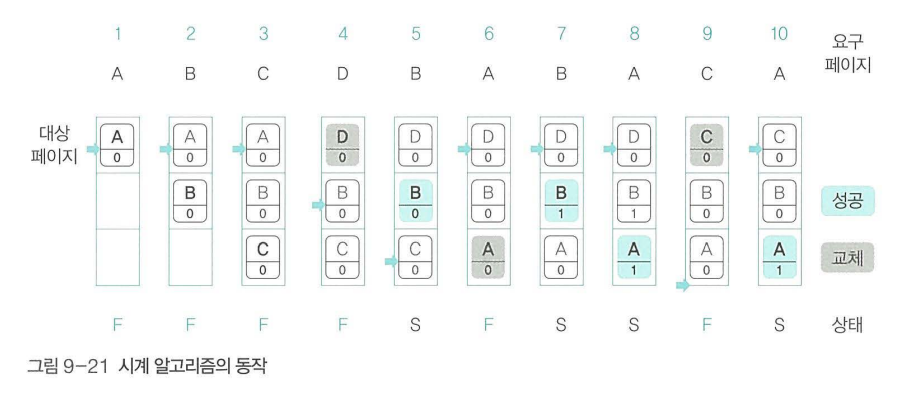 1 2 3 4 5 6 7 8 9 10 요구
페이지
A B C D B A B A C A
대상
페이지
A A A D D D D D C C
0 0 0 0 0 0 0 0 0 0
B B B B B B B B B
0 0 0 0 0 1 1 0 0
성공
C C C A A A A A
0 0 0 0 0 1 0 1
교체
F F F F S F S S F S 상태
그림 9-21 시계 알고리즘의 동작